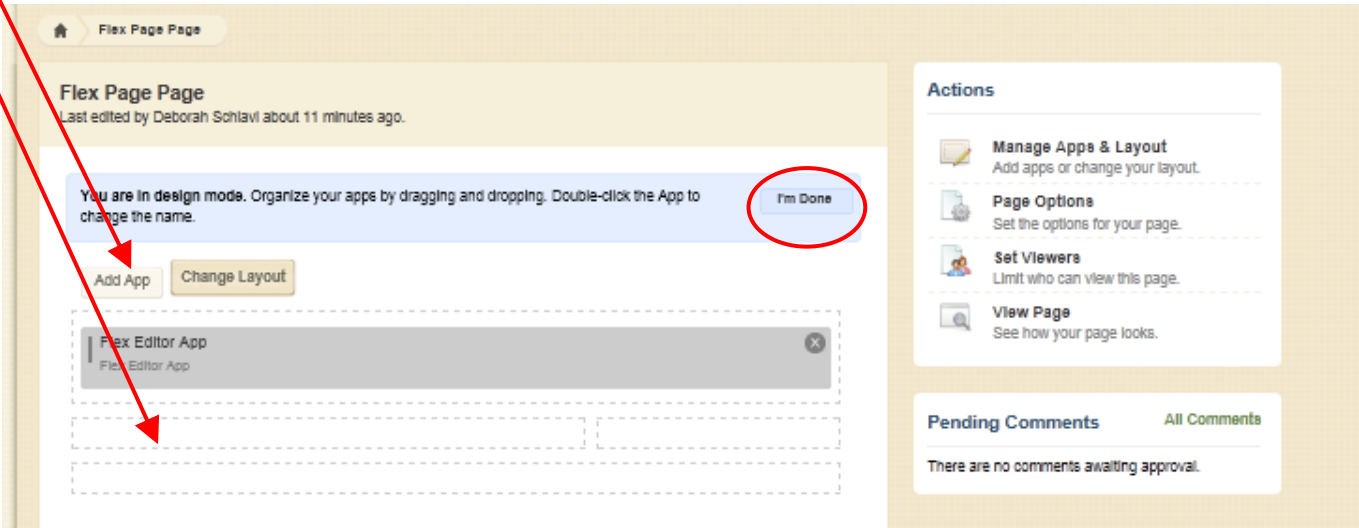 Flex Page Page
Flex Page Page
Last edited by Deborah Schiavi about 11 minutes ago.
You are in design mode. Organize your apps by dragging and dropping. Double-click the App to
change the name.
I'm Done
Add App
Change Layout
Flex Editor App
Flex Editor App
Actions
Manage Apps & Layout
Add apps or change your layout.
Page Options
Set the options for your page.
Set Viewers
Limit who can view this page.
View Page
See how your page looks.
Pending Comments
All Comments
There are no comments awaiting approval.